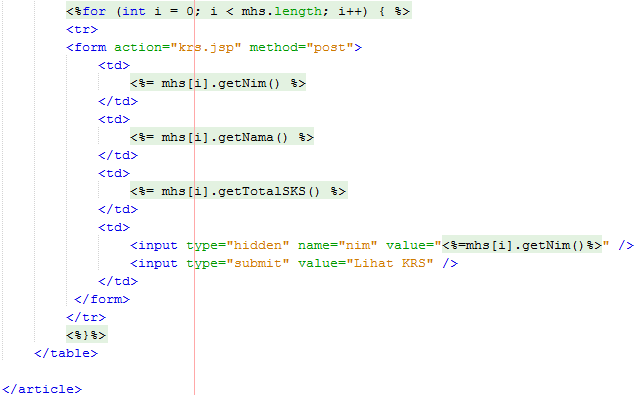 <%for (int i = 0; i < mhs.length; i++) { %>
<tr>
<form action="krs.jsp" method="post">
<td>
<%= mhs[i].getNim() %>
</td>
<td>
<%= mhs[i].getNama() %>
</td>
<td>
<%= mhs[i].getTotalSKS() %>
</td>
<td>
<input type="hidden" name="nim" value="<%=mhs[i].getNim()%>" />
<input type="submit" value="Lihat KRS" />
</td>
</form>
</tr>
<%}%>
</table>
</article>